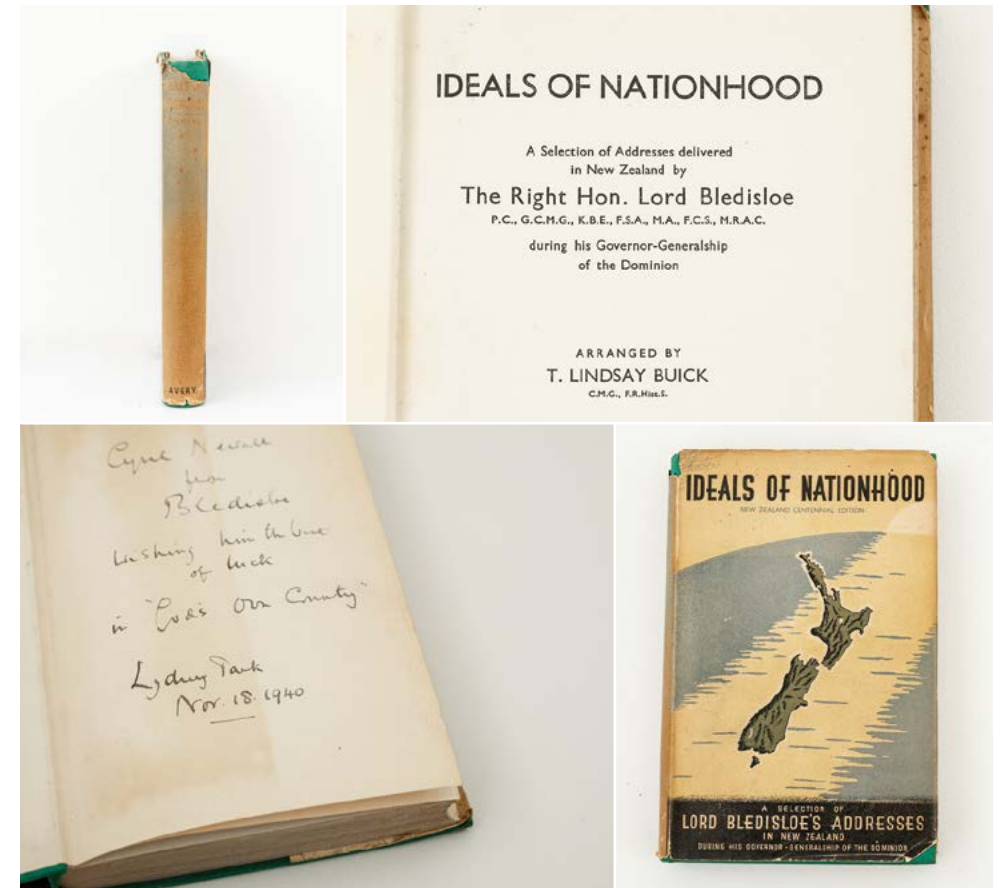 AVERY
IDEALS OF NATIONHOOD
A Selection of Addresses delivered
in New Zealand by
The Right Hon. Lord Bledisloe
P.C., G.C.M.G., K.B.E., F.S.A., M.A., F.C.S., M.R.A.C.
during his Governor-Generalship
of the Dominion
ARRANGED BY
T. LINDSAY BUICK
C.M.G., F.R.Hist.S.
Cyril Newall
from
Bledisloe
Wishing him the best
of luck
in "God's Own Country"
Lydney Park
Nov. 18. 1940
IDEALS OF NATIONHOOD
NEW ZEALAND CENTENNIAL EDITION
A SELECTION OF
LORD BLEDISLOE'S ADDRESSES
IN NEW ZEALAND
DURING HIS GOVERNOR-GENERALSHIP OF THE DOMINION